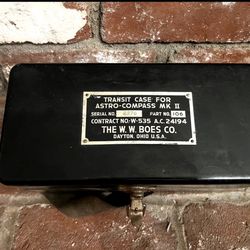 TRANSIT CASE FOR
ASTRO-COMPASS MK II
SERIAL NO. PART NO. 106
CONTRACT NO.-W-535 A.C. 24194
THE W. W. BOES CO.
DAYTON, OHIO U.S.A.